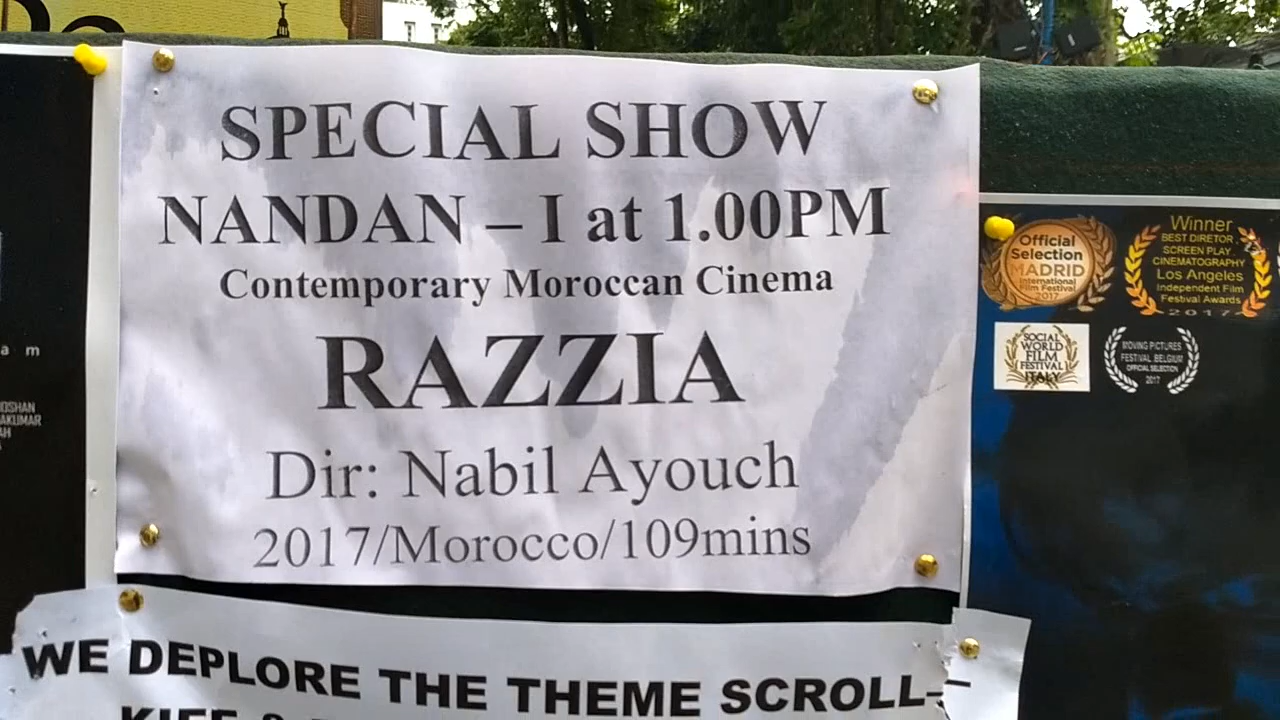 SPECIAL SHOW
NANDAN – I at 1.00PM
Contemporary Moroccan Cinema
RAZZIA
Dir: Nabil Ayouch
2017/Morocco/109mins
WE DEPLORE THE THEME SCROLL-
a m
Official
Selection
MADRID
International
Film Festival
2017
Winner
BEST DIRETOR
SCREEN PLAY
CINEMATOGRAPHY
Los Angeles
Independent Film
Festival Awards
2017
SOCIAL
WORLD
FILM
FESTIVAL
ITALY
MOVING PICTURES
FESTIVAL BELGIUM
OFFICIAL SELECTION
2017